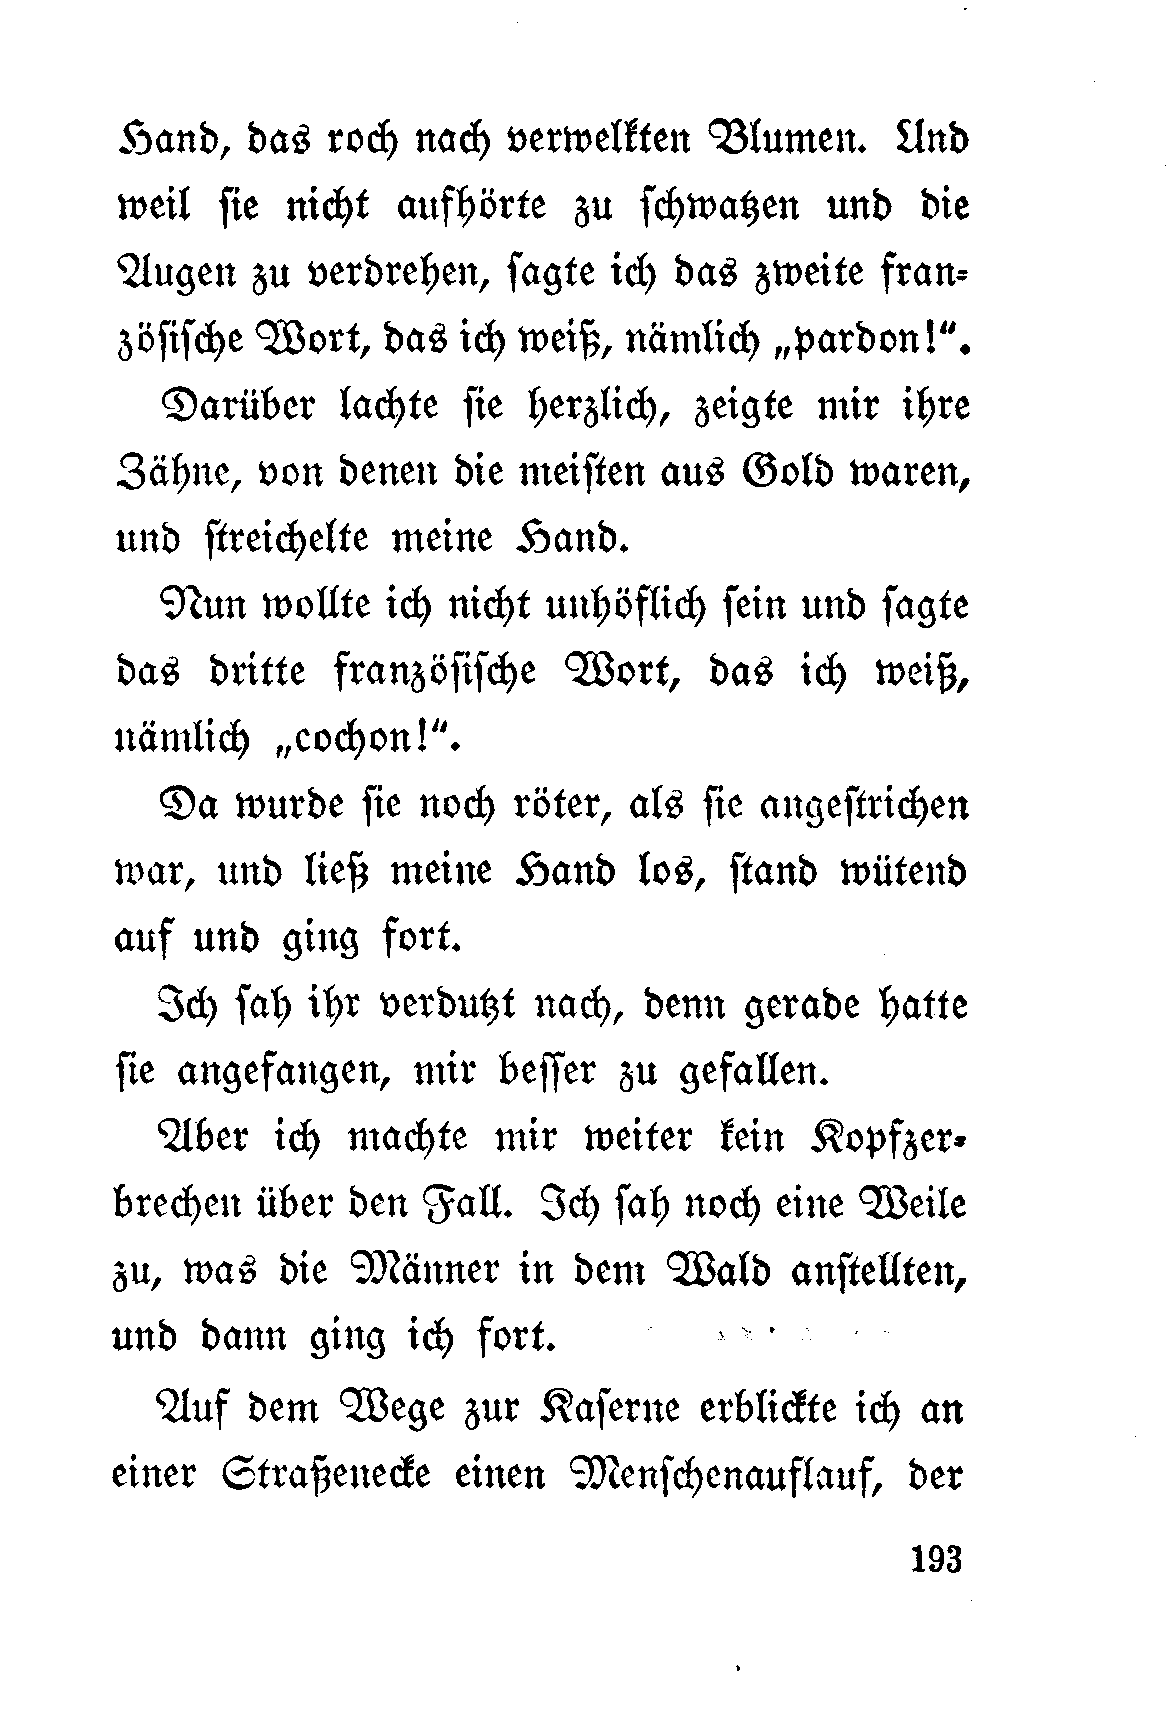 Hand, das roch nach verwelkten Blumen. Und
weil sie nicht aufhörte zu schwatzen und die
Augen zu verdrehen, sagte ich das zweite fran-
zösische Wort, das ich weiß, nämlich „pardon!“.
Darüber lachte sie herzlich, zeigte mir ihre
Zähne, von denen die meisten aus Gold waren,
und streichelte meine Hand.
Nun wollte ich nicht unhöflich sein und sagte
das dritte französische Wort, das ich weiß,
nämlich „cochon!“.
Da wurde sie noch röter, als sie angestrichen
war, und ließ meine Hand los, stand wütend
auf und ging fort.
Ich sah ihr verdutzt nach, denn gerade hatte
sie angefangen, mir besser zu gefallen.
Aber ich machte mir weiter kein Kopfzer-
brechen über den Fall. Ich sah noch eine Weile
zu, was die Männer in dem Wald anstellten,
und dann ging ich fort.
Auf dem Wege zur Kaserne erblickte ich an
einer Straßenecke einen Menschenauflauf, der
193